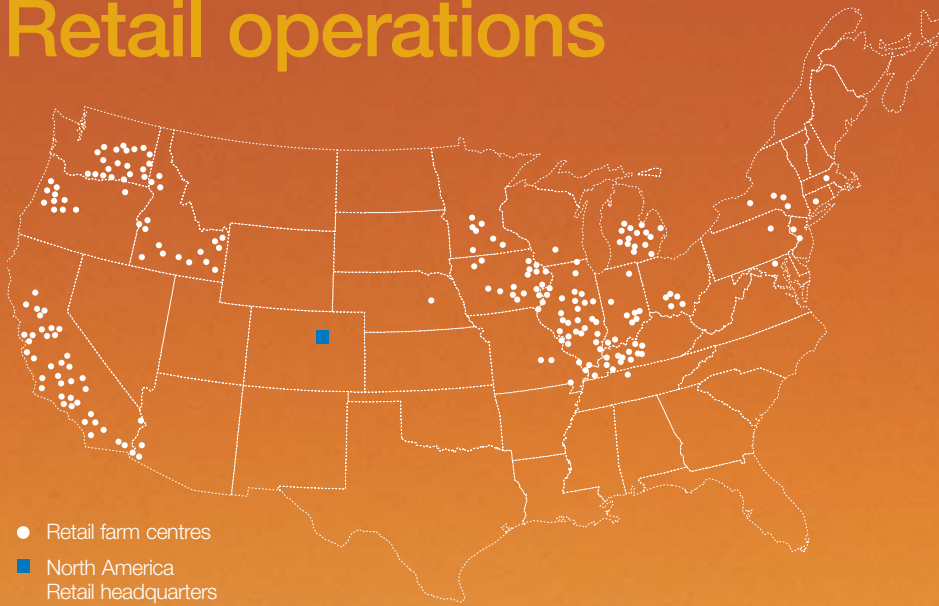 Retail operations
Retail farm centres
North America
Retail headquarters